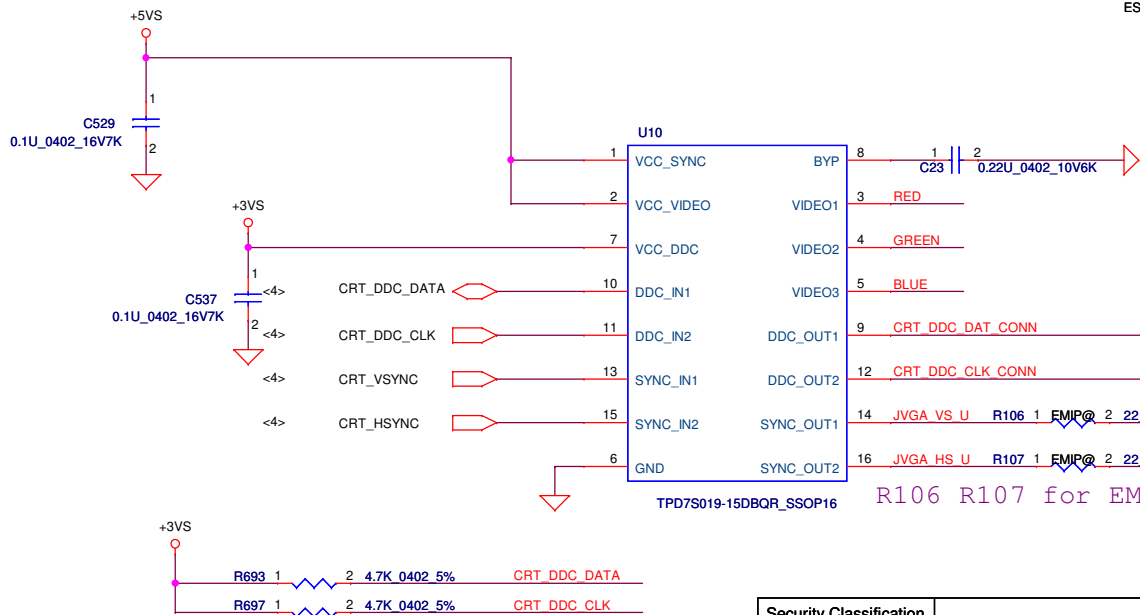 ES
+5VS
1
C529
0.1U_0402_16V7K
2
U10
1 VCC_SYNC BYP 8 1 C23 2 0.22U_0402_10V6K
2 VCC_VIDEO VIDEO1 3 RED
+3VS
7 VCC_DDC VIDEO2 4 GREEN
1
C537
0.1U_0402_16V7K
2
<4> CRT_DDC_DATA 10 DDC_IN1 VIDEO3 5 BLUE
<4> CRT_DDC_CLK 11 DDC_IN2 DDC_OUT1 9 CRT_DDC_DAT_CONN
<4> CRT_VSYNC 13 SYNC_IN1 DDC_OUT2 12 CRT_DDC_CLK_CONN
<4> CRT_HSYNC 15 SYNC_IN2 SYNC_OUT1 14 JVGA_VS_U R106 1 EMIP@ 2 22
6 GND SYNC_OUT2 16 JVGA_HS_U R107 1 EMIP@ 2 22
TPD7S019-15DBQR_SSOP16
R106 R107 for EM
+3VS
R693 1 2 4.7K_0402_5% CRT_DDC_DATA
R697 1 2 4.7K_0402_5% CRT_DDC_CLK
Security Classification